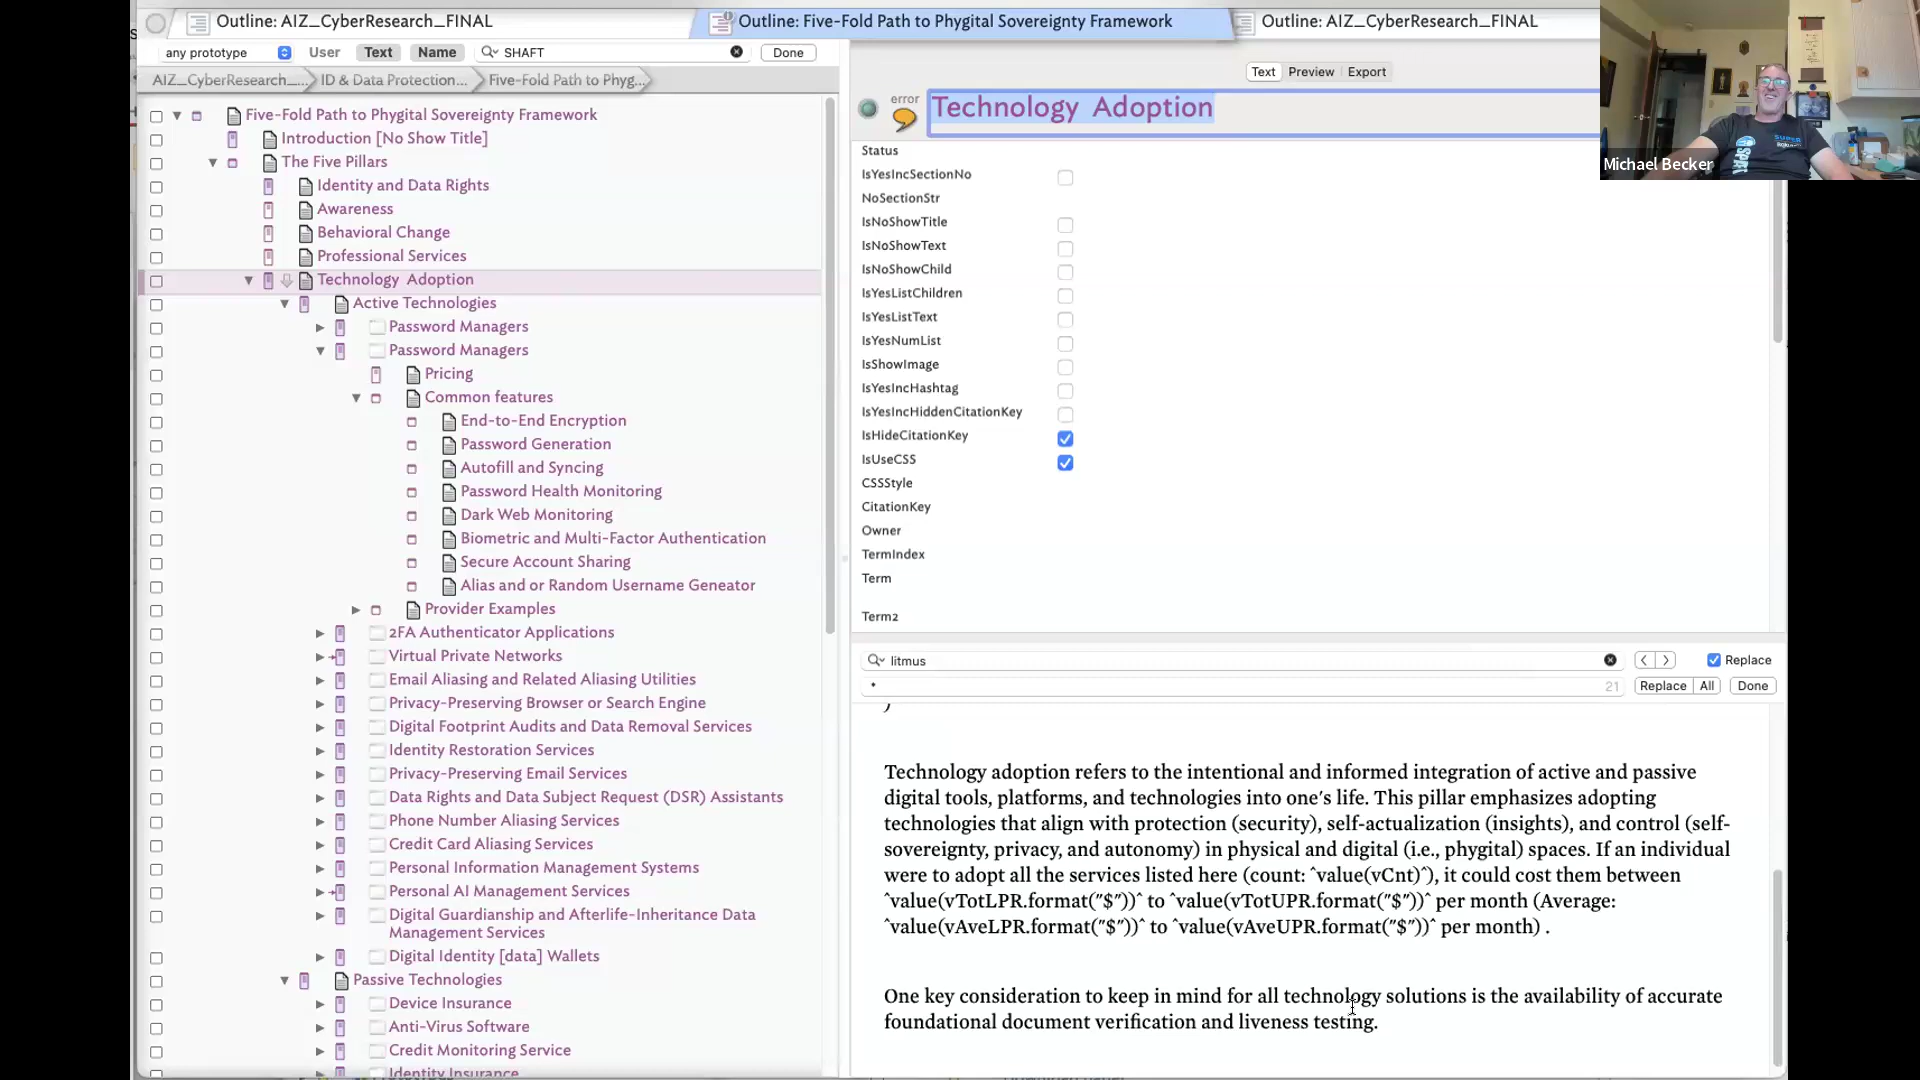 Outline: AIZ_CyberResearch_FINAL
Outline: Five-Fold Path to Phygital Sovereignty Framework
Outline: AIZ_CyberResearch_FINAL
any prototype User Text Name SHAFT Done
AIZ_CyberResearch_... ID & Data Protection... Five-Fold Path to Phyg...
Five-Fold Path to Phygital Sovereignty Framework
Introduction [No Show Title]
The Five Pillars
Identity and Data Rights
Awareness
Behavioral Change
Professional Services
Technology Adoption
Active Technologies
Password Managers
Password Managers
Pricing
Common features
End-to-End Encryption
Password Generation
Autofill and Syncing
Password Health Monitoring
Dark Web Monitoring
Biometric and Multi-Factor Authentication
Secure Account Sharing
Alias and or Random Username Geneator
Provider Examples
2FA Authenticator Applications
Virtual Private Networks
Email Aliasing and Related Aliasing Utilities
Privacy-Preserving Browser or Search Engine
Digital Footprint Audits and Data Removal Services
Identity Restoration Services
Privacy-Preserving Email Services
Data Rights and Data Subject Request (DSR) Assistants
Phone Number Aliasing Services
Credit Card Aliasing Services
Personal Information Management Systems
Personal AI Management Services
Digital Guardianship and Afterlife-Inheritance Data
Management Services
Digital Identity [data] Wallets
Passive Technologies
Device Insurance
Anti-Virus Software
Credit Monitoring Service
Identity Insurance
Text Preview Export
error
Technology Adoption
Status
IsYesIncSectionNo
NoSectionStr
IsNoShowTitle
IsNoShowText
IsNoShowChild
IsYesListChildren
IsYesListText
IsYesNumList
IsShowImage
IsYesIncHashtag
IsYesIncHiddenCitationKey
IsHideCitationKey
IsUseCSS
CSSStyle
CitationKey
Owner
TermIndex
Term
Term2
litmus Replace
* 21 Replace All Done
)
Technology adoption refers to the intentional and informed integration of active and passive
digital tools, platforms, and technologies into one's life. This pillar emphasizes adopting
technologies that align with protection (security), self-actualization (insights), and control (self-
sovereignty, privacy, and autonomy) in physical and digital (i.e., phygital) spaces. If an individual
were to adopt all the services listed here (count: ^value(vCnt)^), it could cost them between
^value(vTotLPR.format("$"))^ to ^value(vTotUPR.format("$"))^ per month (Average:
^value(vAveLPR.format("$"))^ to ^value(vAveUPR.format("$"))^ per month) .
One key consideration to keep in mind for all technology solutions is the availability of accurate
foundational document verification and liveness testing.
Michael Becker